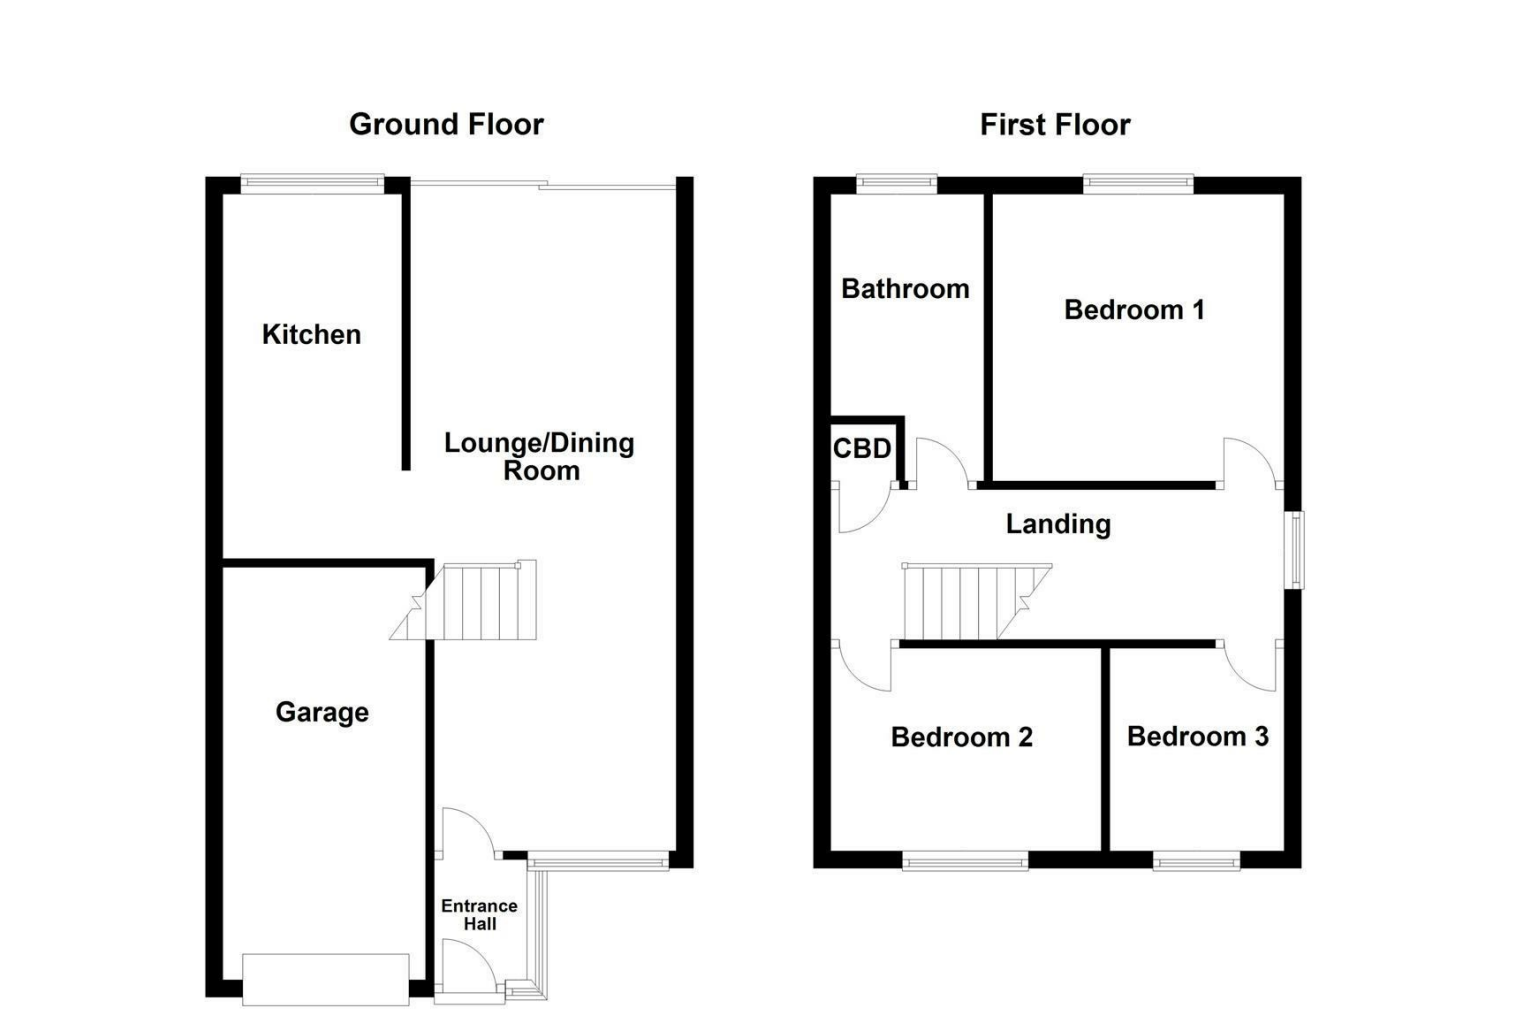 Ground Floor
First Floor
Kitchen
Lounge/Dining
Room
Garage
Entrance
Hall
Bathroom
Bedroom 1
CBD
Landing
Bedroom 2
Bedroom 3